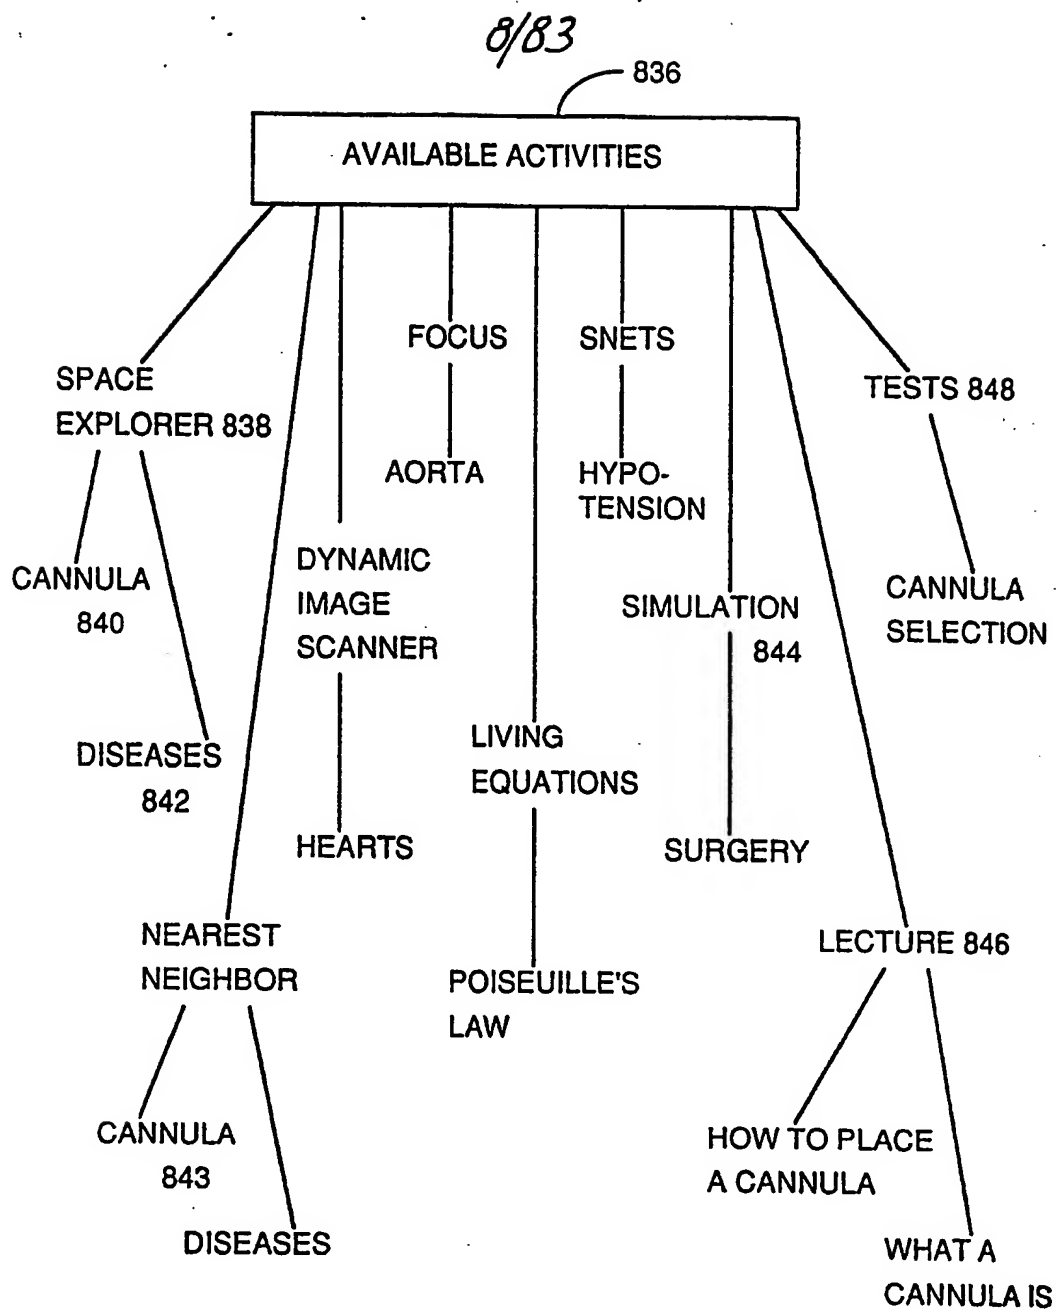 8/83
836
AVAILABLE ACTIVITIES
FOCUS
SNETS
SPACE
EXPLORER 838
TESTS 848
AORTA
HYPO-
TENSION
DYNAMIC
IMAGE
SCANNER
CANNULA
840
CANNULA
SELECTION
SIMULATION
844
DISEASES
842
LIVING
EQUATIONS
HEARTS
SURGERY
NEAREST
NEIGHBOR
LECTURE 846
POISEUILLE'S
LAW
CANNULA
843
HOW TO PLACE
A CANNULA
DISEASES
WHAT A
CANNULA IS